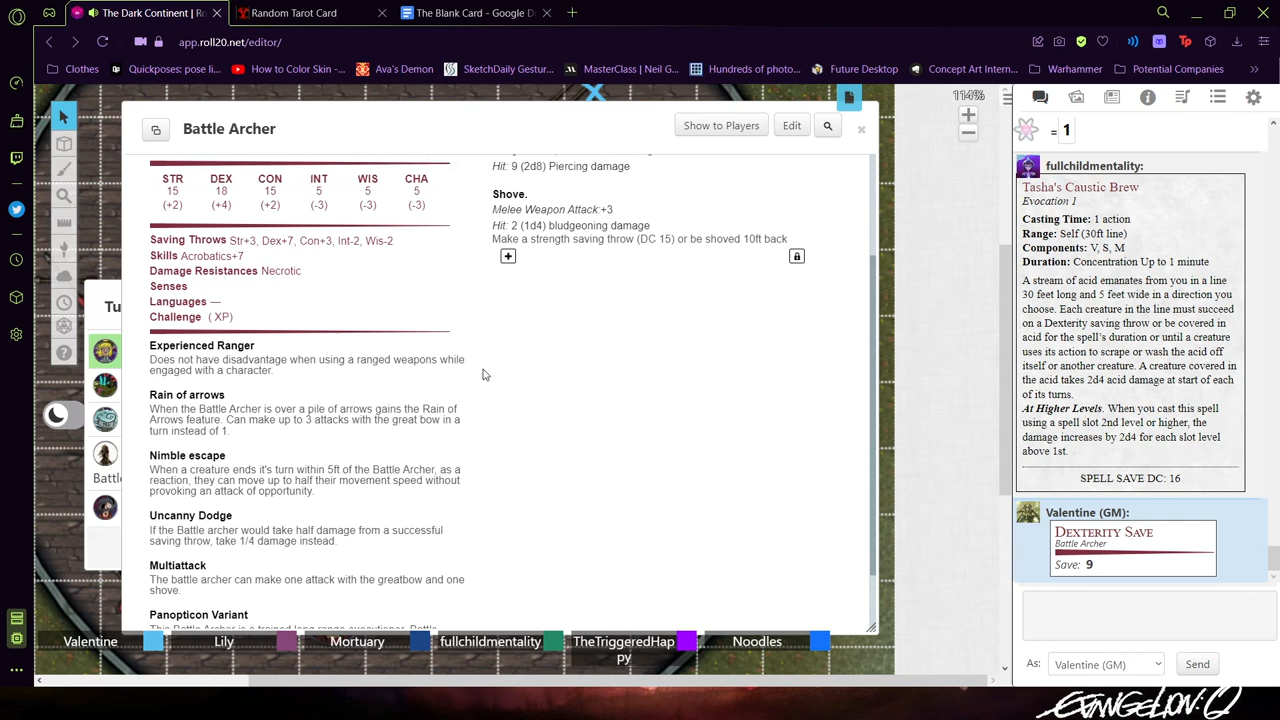 The Dark Continent | Ro
Random Tarot Card
The Blank Card - Google D
app.roll20.net/editor/
Clothes
Quickposes: pose li...
How to Color Skin -...
Ava's Demon
SketchDaily Gestur...
MasterClass | Neil G...
Hundreds of photo...
Future Desktop
Concept Art Intern...
Warhammer
Potential Companies
114%
Battle Archer
Show to Players
Edit
STR DEX CON INT WIS CHA
15 18 15 5 5 5
(+2) (+4) (+2) (-3) (-3) (-3)
Saving Throws Str+3, Dex+7, Con+3, Int-2, Wis-2
Skills Acrobatics+7
Damage Resistances Necrotic
Senses
Languages —
Challenge ( XP)
Experienced Ranger
Does not have disadvantage when using a ranged weapons while
engaged with a character.
Rain of arrows
When the Battle Archer is over a pile of arrows gains the Rain of
Arrows feature. Can make up to 3 attacks with the great bow in a
turn instead of 1.
Nimble escape
When a creature ends it's turn within 5ft of the Battle Archer, as a
reaction, they can move up to half their movement speed without
provoking an attack of opportunity.
Uncanny Dodge
If the Battle archer would take half damage from a successful
saving throw, take 1/4 damage instead.
Multiattack
The battle archer can make one attack with the greatbow and one
shove.
Panopticon Variant
This Battle Archer is a trained long range executioner. Battle
Hit: 9 (2d8) Piercing damage
Shove.
Melee Weapon Attack:+3
Hit: 2 (1d4) bludgeoning damage
Make a strength saving throw (DC 15) or be shoved 10ft back
Tu
Battl
Valentine
Lily
Mortuary
fullchildmentality
TheTriggeredHap
py
Noodles
= 1
fullchildmentality:
Tasha's Caustic Brew
Evocation 1
Casting Time: 1 action
Range: Self (30ft line)
Components: V, S, M
Duration: Concentration Up to 1 minute
A stream of acid emanates from you in a line
30 feet long and 5 feet wide in a direction you
choose. Each creature in the line must succeed
on a Dexterity saving throw or be covered in
acid for the spell's duration or until a creature
uses its action to scrape or wash the acid off
itself or another creature. A creature covered in
the acid takes 2d4 acid damage at start of each
of its turns.
At Higher Levels. When you cast this spell
using a spell slot 2nd level or higher, the
damage increases by 2d4 for each slot level
above 1st.
SPELL SAVE DC: 16
Valentine (GM):
Dexterity Save
Battle Archer
Save: 9
As:
Valentine (GM)
Send